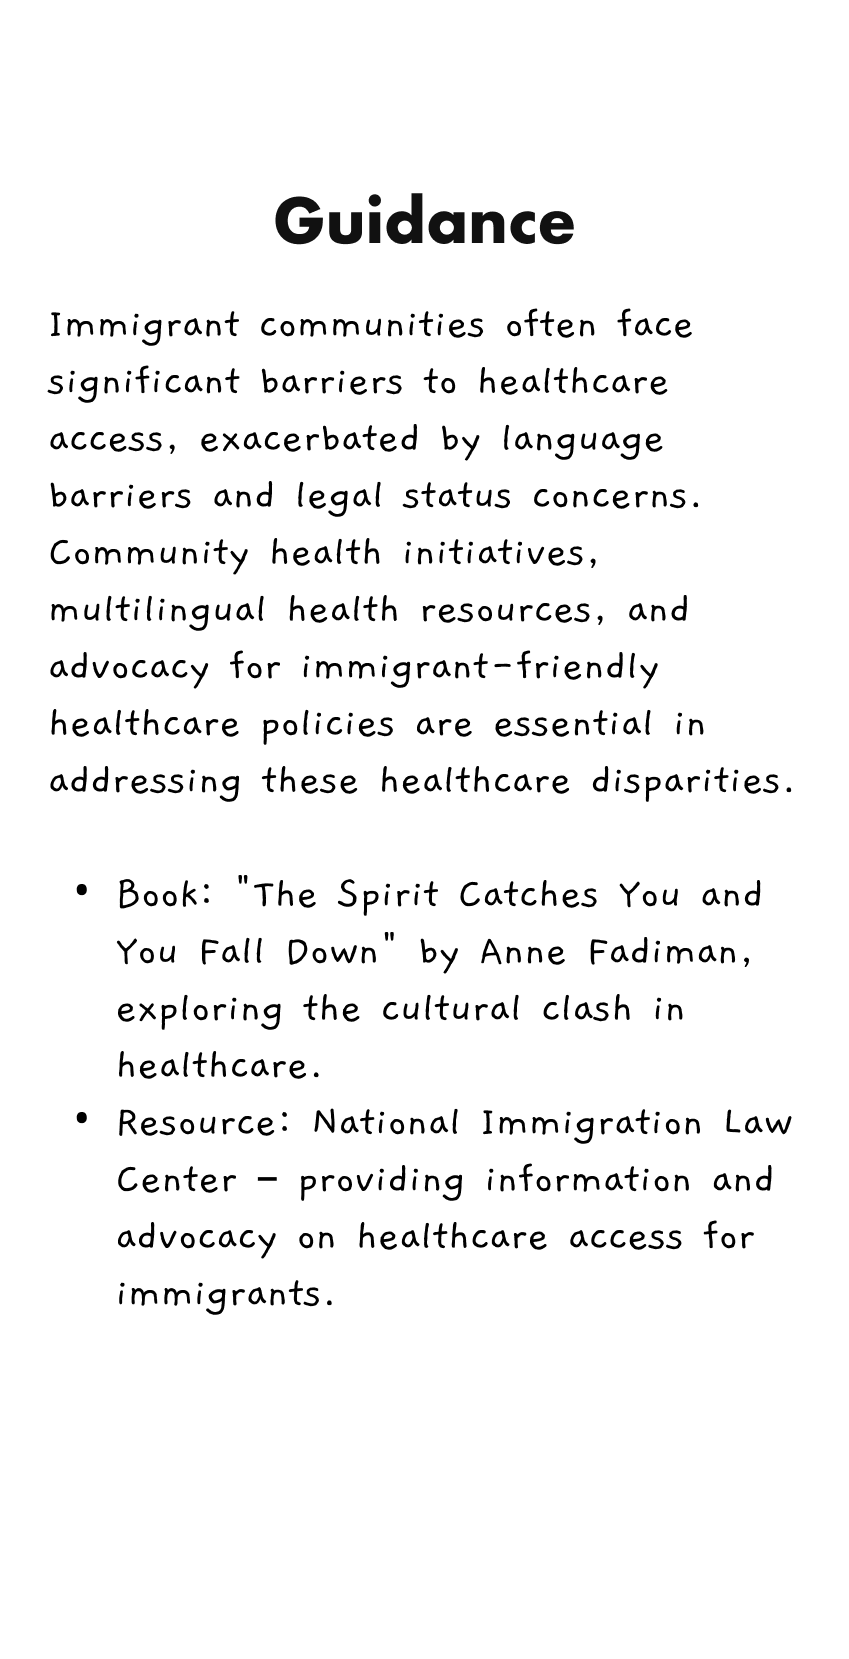 Guidance
Immigrant communities often face
significant barriers to healthcare
access, exacerbated by language
barriers and legal status concerns.
Community health initiatives,
multilingual health resources, and
advocacy for immigrant-friendly
healthcare policies are essential in
addressing these healthcare disparities.
• Book: "The Spirit Catches You and
You Fall Down" by Anne Fadiman,
exploring the cultural clash in
healthcare.
• Resource: National Immigration Law
Center – providing information and
advocacy on healthcare access for
immigrants.